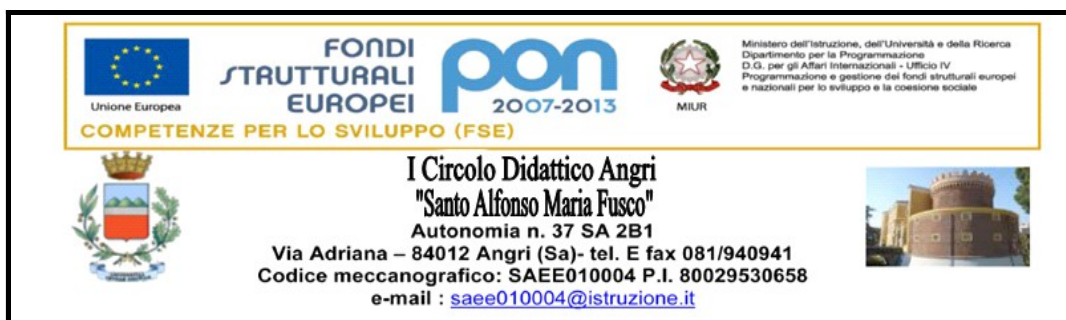 Unione Europea
FONDI
STRUTTURALI
EUROPEI
pon
2007-2013
MIUR
Ministero dell'Istruzione, dell'Università e della Ricerca
Dipartimento per la Programmazione
D.G. per gli Affari Internazionali - Ufficio IV
Programmazione e gestione dei fondi strutturali europei
e nazionali per lo sviluppo e la coesione sociale
COMPETENZE PER LO SVILUPPO (FSE)
I Circolo Didattico Angri
"Santo Alfonso Maria Fusco"
Autonomia n. 37 SA 2B1
Via Adriana – 84012 Angri (Sa)- tel. E fax 081/940941
Codice meccanografico: SAEE010004 P.I. 80029530658
e-mail : saee010004@istruzione.it